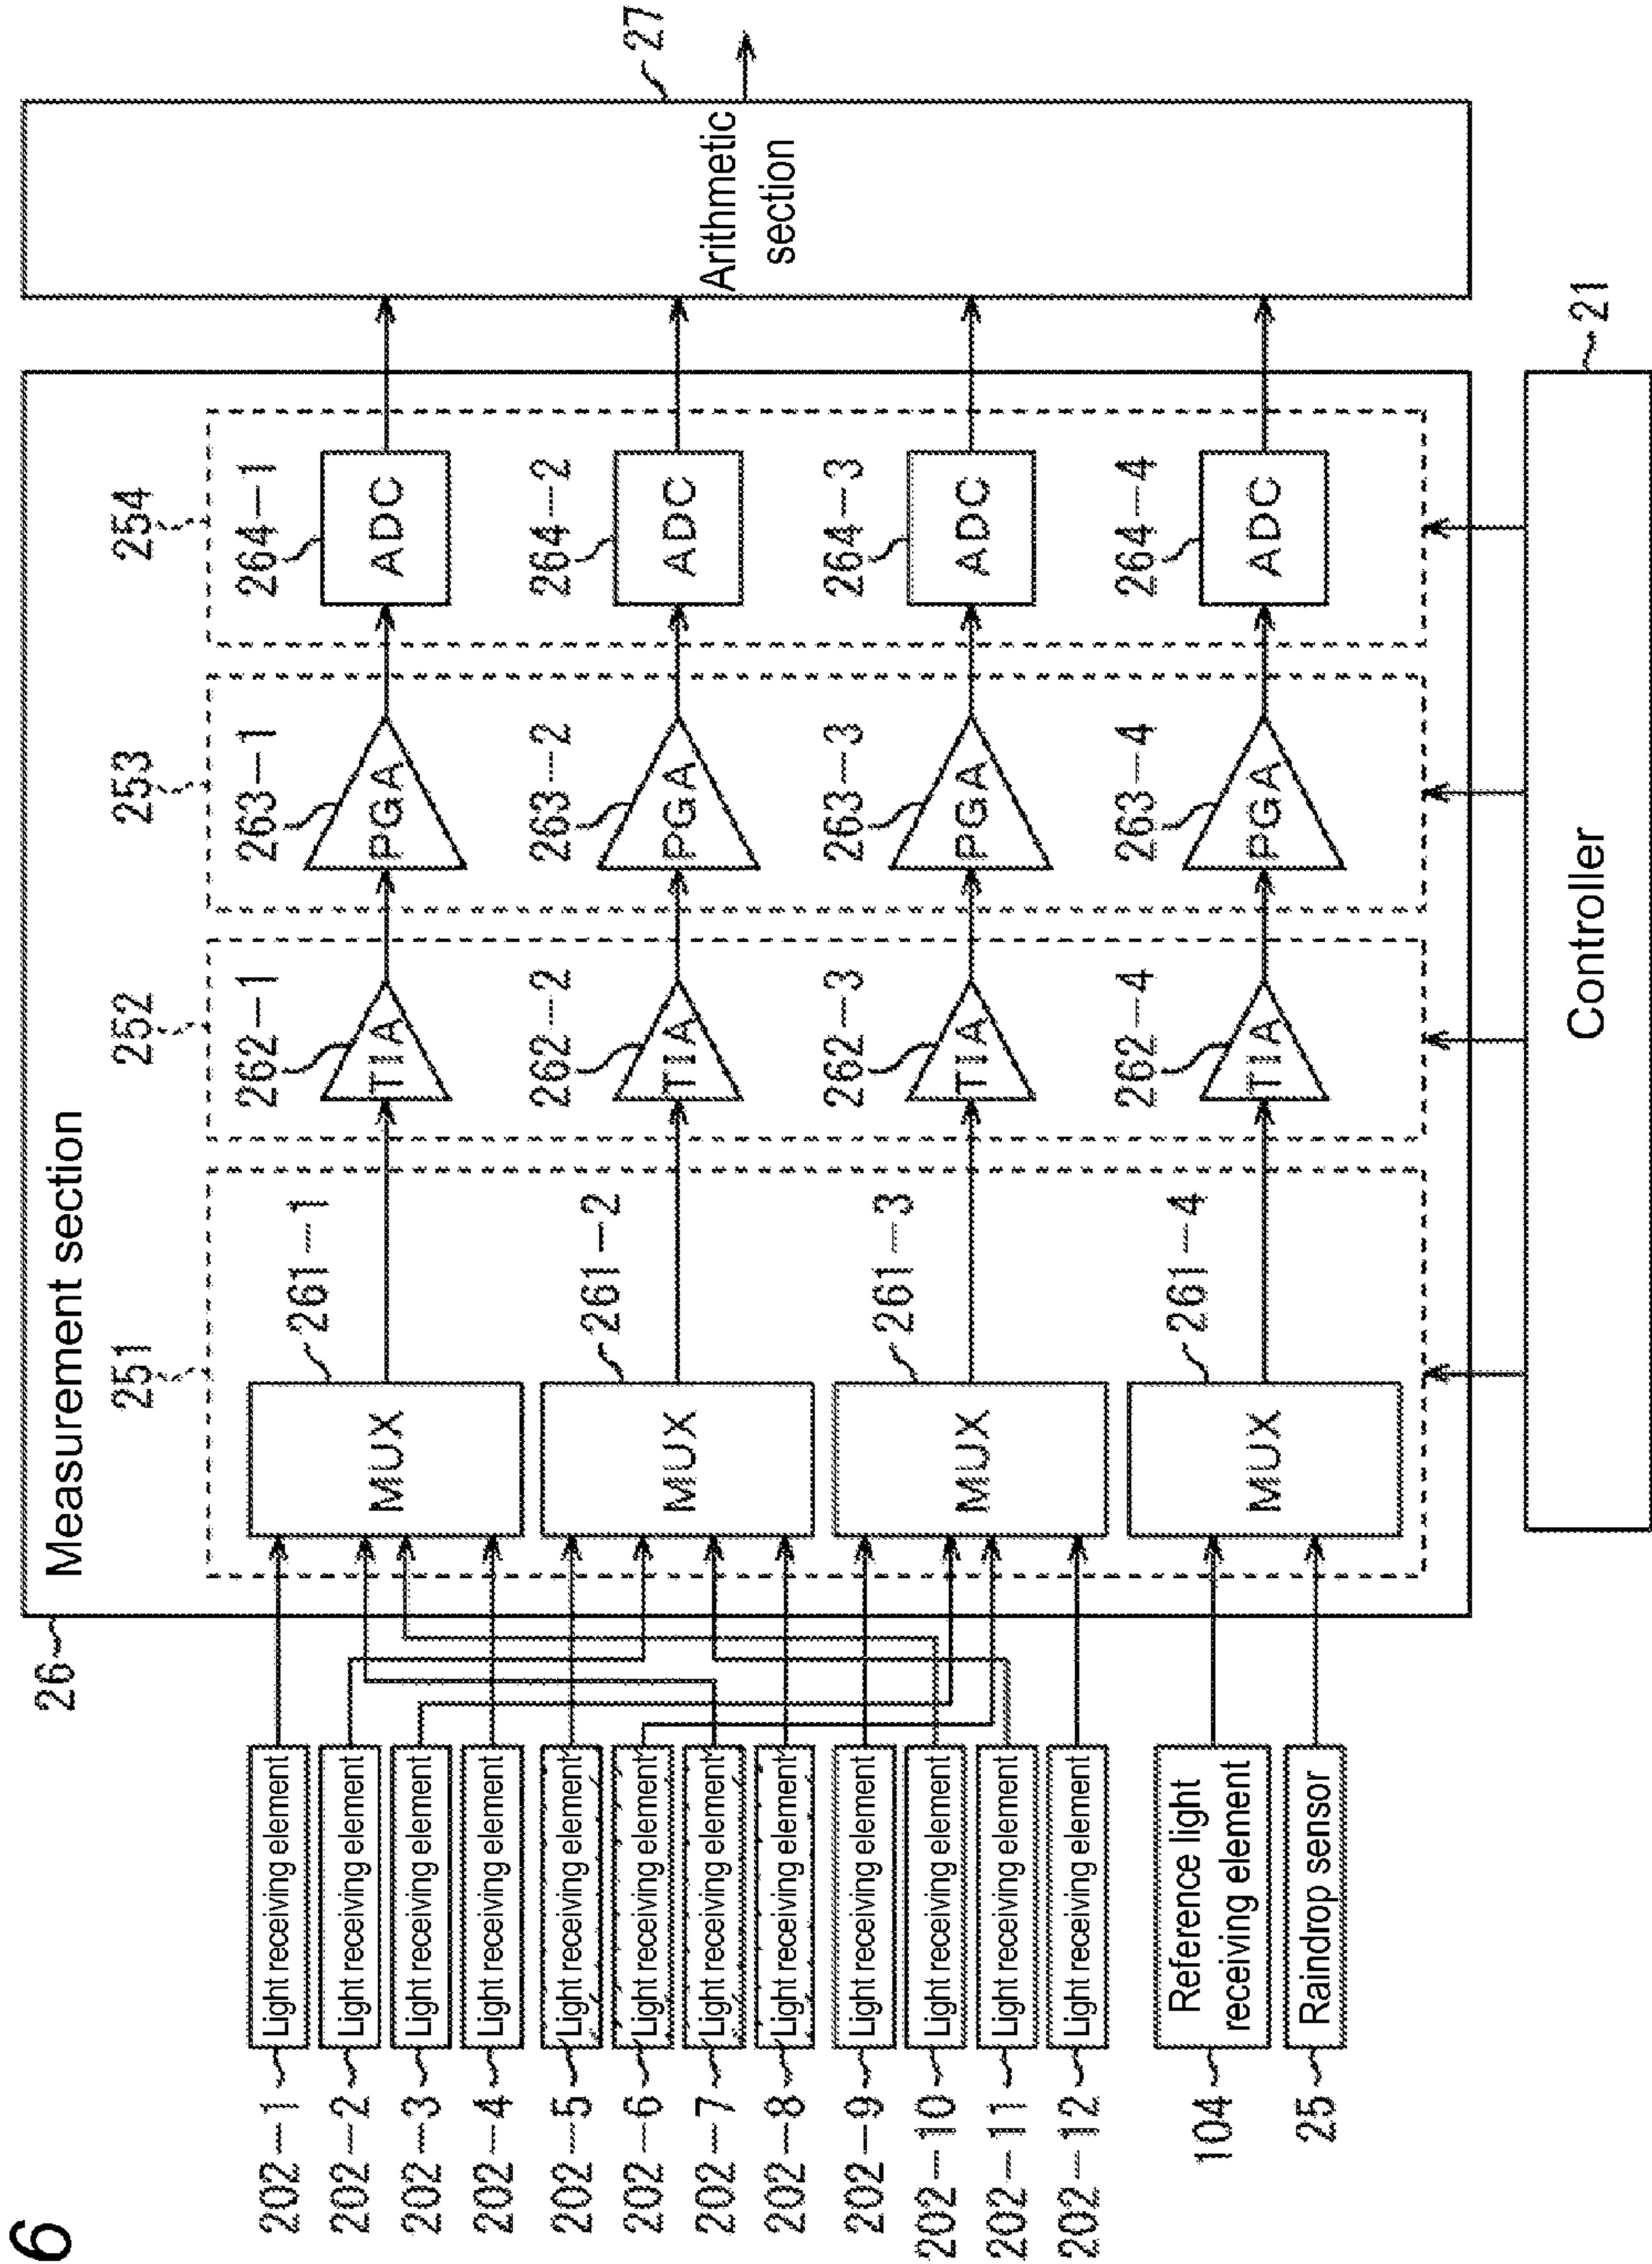 6
26
Measurement section
251
252
253
254
27
202-1
Light receiving element
202-2
Light receiving element
202-3
Light receiving element
202-4
Light receiving element
202-5
Light receiving element
202-6
Light receiving element
202-7
Light receiving element
202-8
Light receiving element
202-9
Light receiving element
202-10
Light receiving element
202-11
Light receiving element
202-12
Light receiving element
104
Reference light
receiving element
25
Raindrop sensor
MUX
261-1
262-1
TIA
263-1
PGA
264-1
ADC
MUX
261-2
262-2
TIA
263-2
PGA
264-2
ADC
MUX
261-3
262-3
TIA
263-3
PGA
264-3
ADC
MUX
261-4
262-4
TIA
263-4
PGA
264-4
ADC
Arithmetic
section
Controller
21